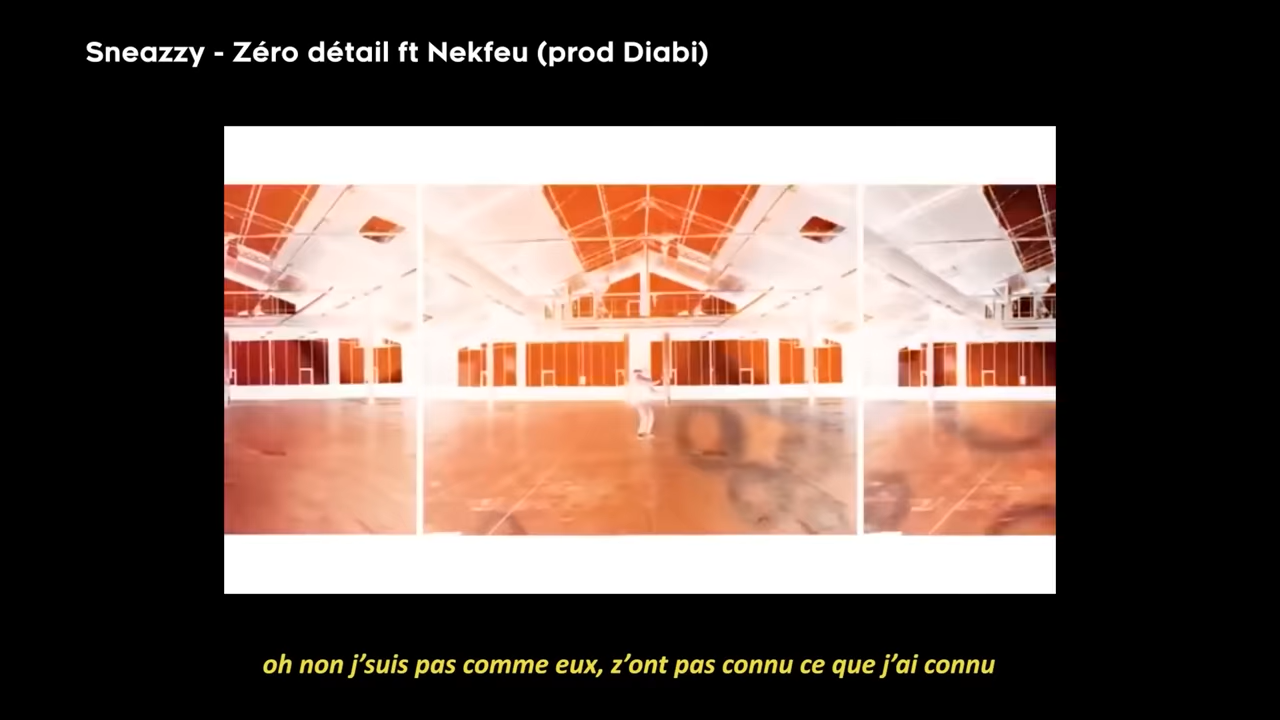 Sneazzy - Zéro détail ft Nekfeu (prod Diabi)
oh non j’suis pas comme eux, z’ont pas connu ce que j’ai connu